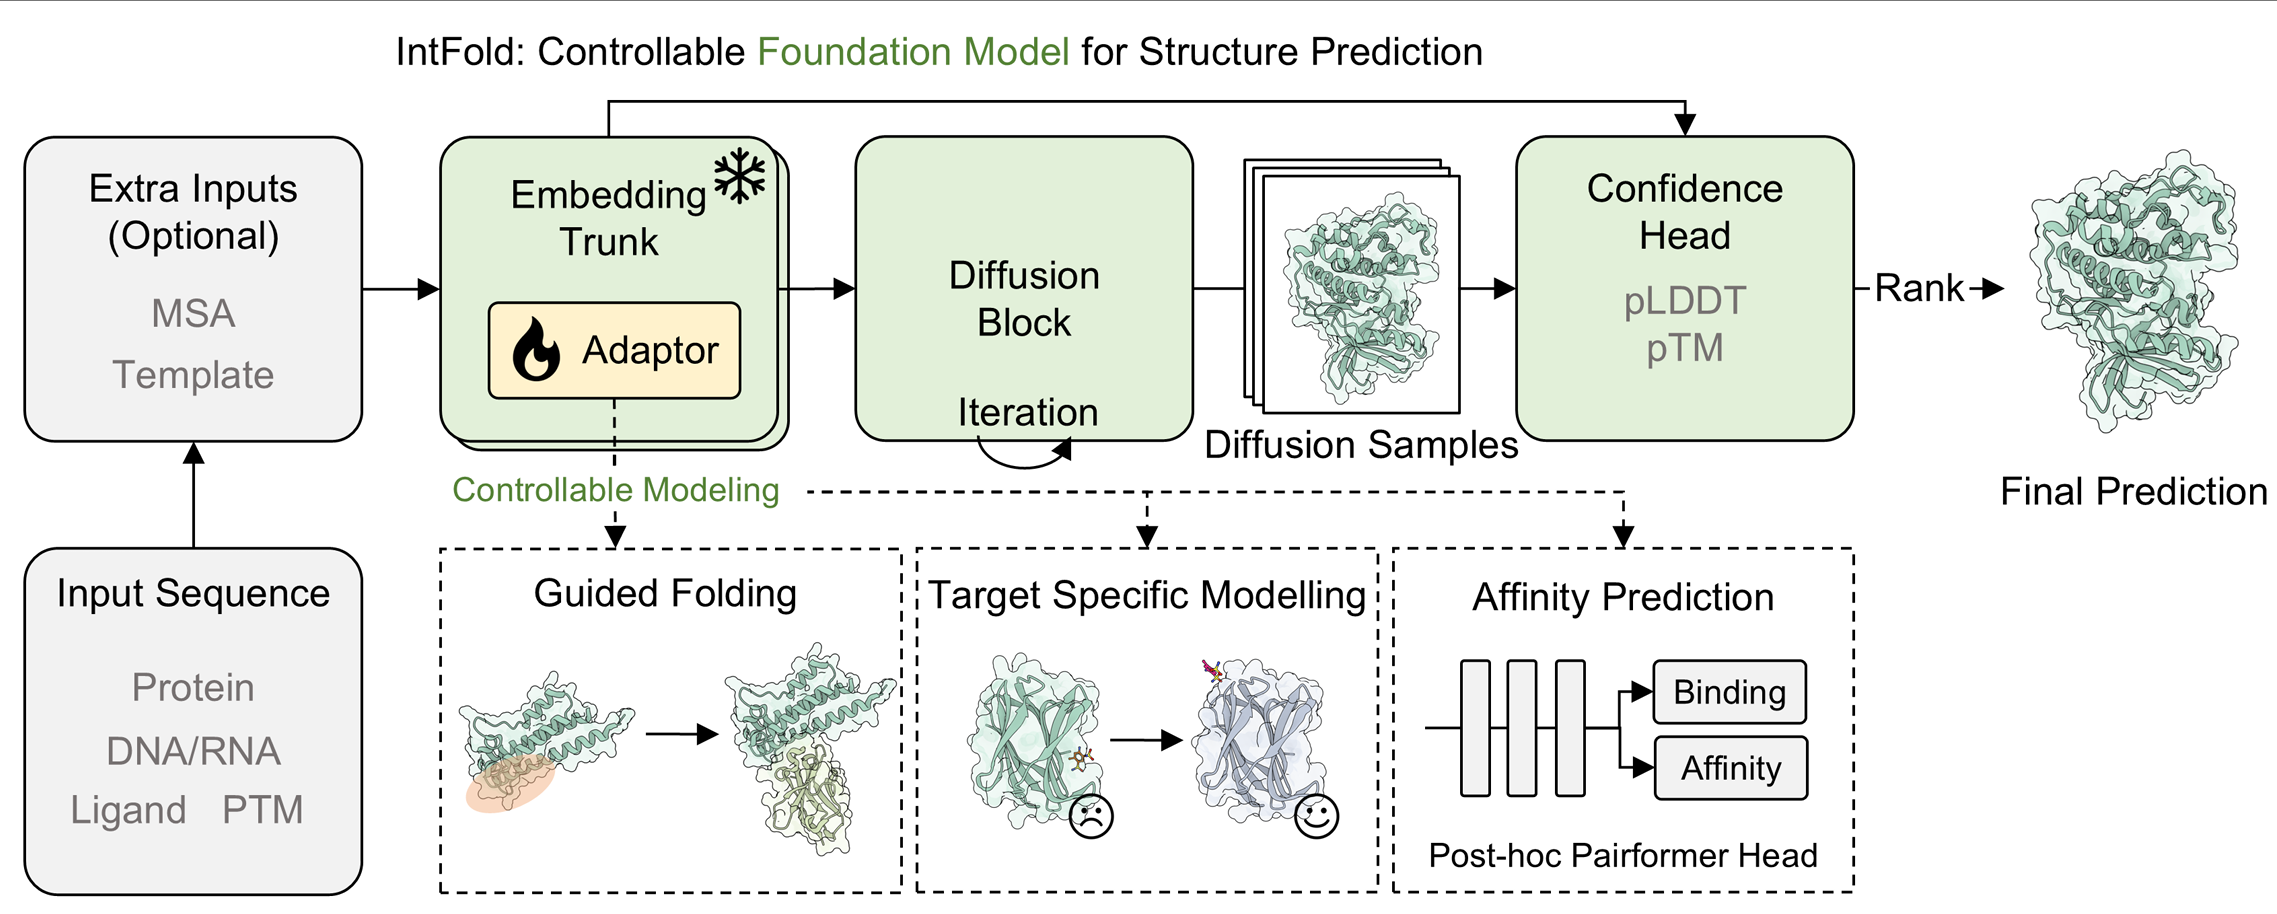 IntFold: Controllable Foundation Model for Structure Prediction
Extra Inputs
(Optional)
MSA
Template
Input Sequence
Protein
DNA/RNA
Ligand PTM
Embedding
Trunk
Adaptor
Diffusion
Block
Iteration
Diffusion Samples
Confidence
Head
pLDDT
pTM
Rank
Final Prediction
Controllable Modeling
Guided Folding
Target Specific Modelling
Affinity Prediction
Binding
Affinity
Post-hoc Pairformer Head